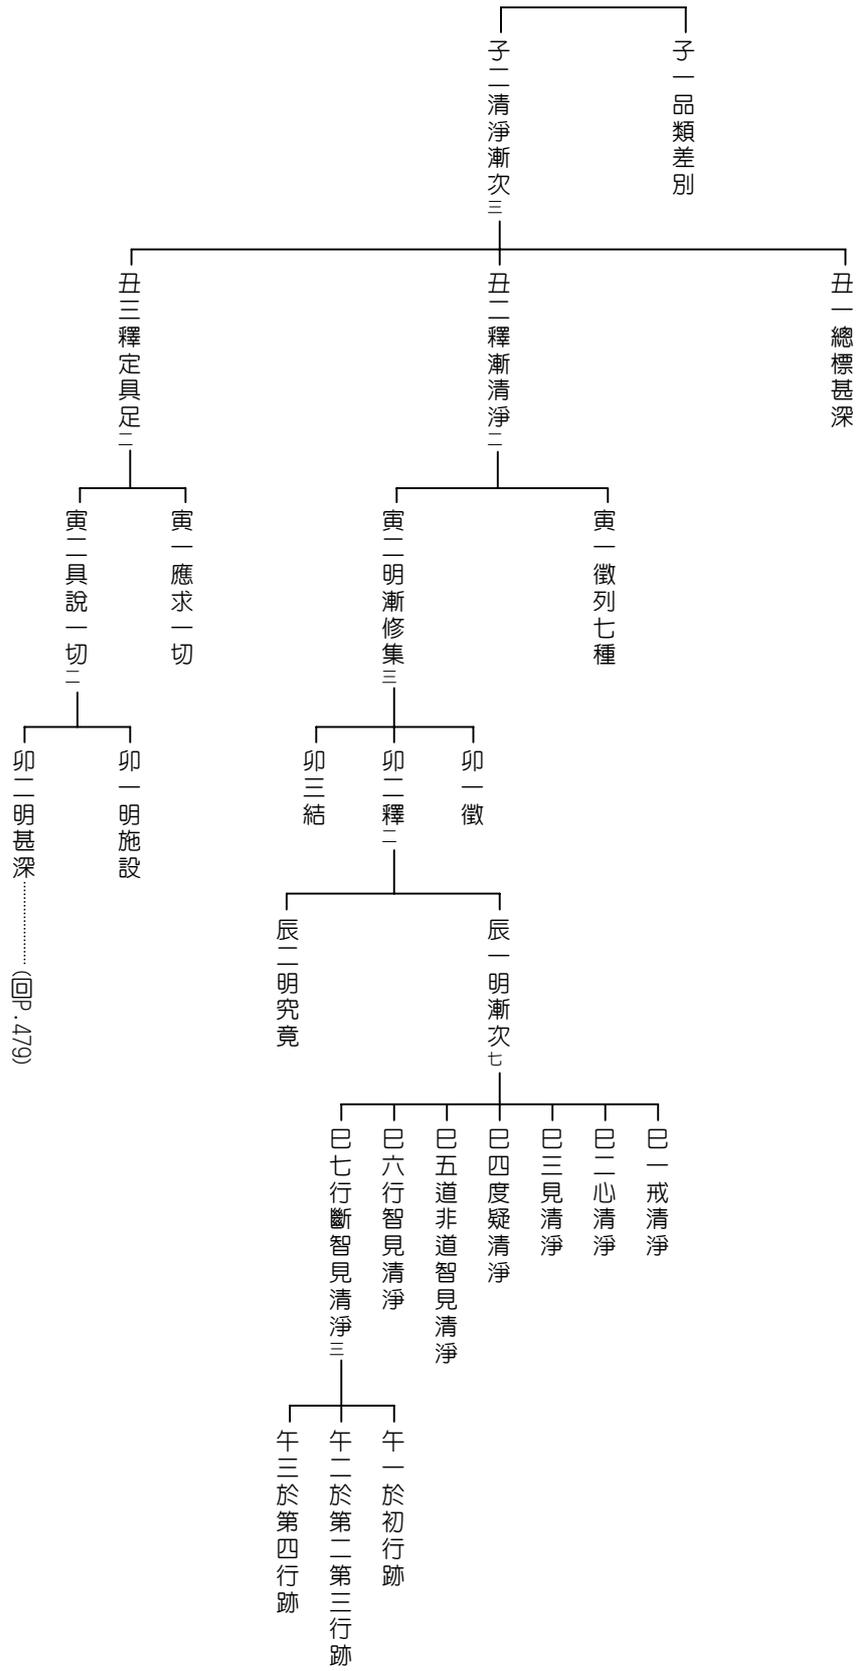 子一品類差別
子二清淨漸次三
丑一總標甚深
丑二釋漸清淨二
寅一徵列七種
寅二明漸修集三
卯一徵
卯二釋二
辰一明漸次七
巳一戒清淨
巳二心清淨
巳三見清淨
巳四度疑清淨
巳五道非道智見清淨
巳六行智見清淨
巳七行斷智見清淨三
午一於初行跡
午二於第二第三行跡
午三於第四行跡
辰二明究竟
卯三結
丑三釋定具足二
寅一應求一切
寅二具說一切二
卯一明施設
卯二明甚深………………(回P.479)